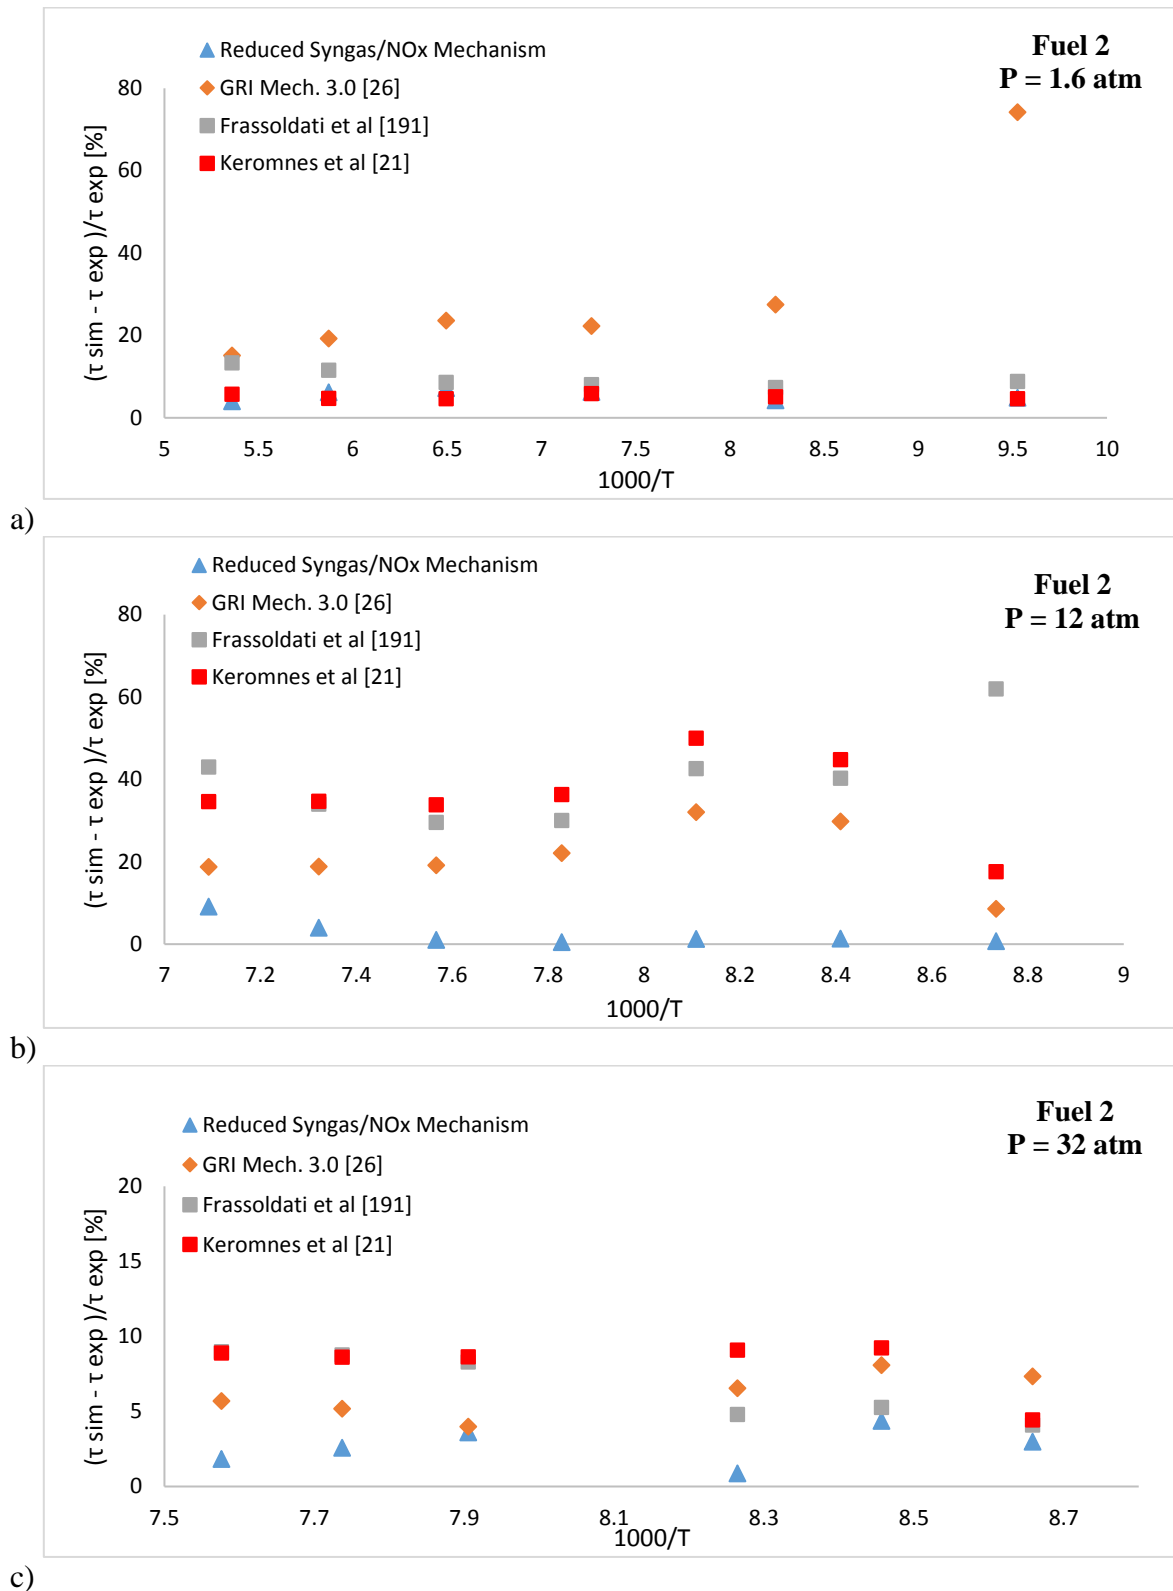 Fuel 2
P = 1.6 atm
Reduced Syngas/NOx Mechanism
GRI Mech. 3.0 [26]
Frassoldati et al [191]
Keromnes et al [21]
(τ sim - τ exp )/τ exp [%]
80
60
40
20
0
5 5.5 6 6.5 7 7.5 8 8.5 9 9.5 10
1000/T
a)
Reduced Syngas/NOx Mechanism
Fuel 2
P = 12 atm
GRI Mech. 3.0 [26]
Frassoldati et al [191]
Keromnes et al [21]
(τ sim - τ exp )/τ exp [%]
80
60
40
20
0
7 7.2 7.4 7.6 7.8 8 8.2 8.4 8.6 8.8 9
1000/T
b)
Fuel 2
P = 32 atm
Reduced Syngas/NOx Mechanism
GRI Mech. 3.0 [26]
Frassoldati et al [191]
Keromnes et al [21]
(τ sim - τ exp )/τ exp [%]
20
15
10
5
0
7.5 7.7 7.9 8.1 8.3 8.5 8.7
1000/T
c)